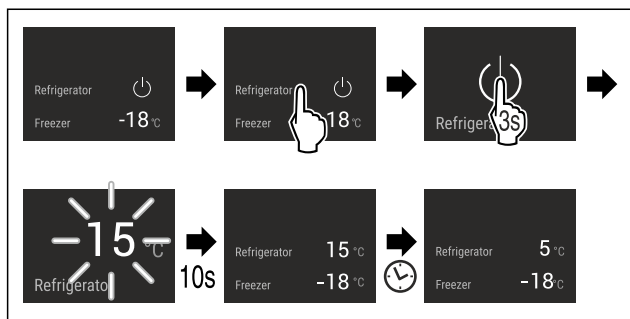 Refrigerator
Freezer -18 °C
Refrigerator
Freezer 18 °C
Refrigera 3s
15 °C
Refrigerato
10s
Refrigerator 15 °C
Freezer -18 °C
Refrigerator 5 °C
Freezer -18 °C